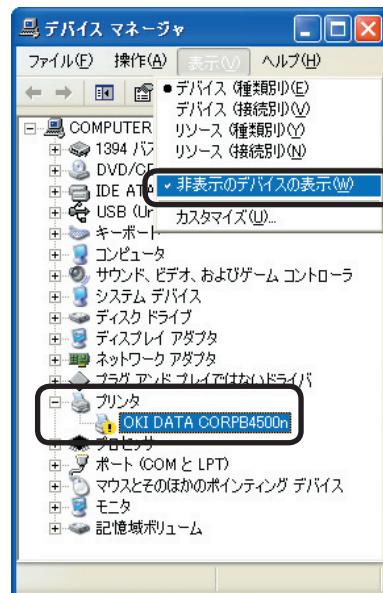 デバイス マネージャ
ファイル(F) 操作(A) 表示(V) ヘルプ(H)
デバイス (種類別)(E)
デバイス (接続別)(V)
リソース (種類別)(Y)
リソース (接続別)(N)
非表示のデバイスの表示(W)
カスタマイズ(U)...
COMPUTER
1394 バス
DVD/CD
IDE ATA
USB (Un
キーボード
コンピュータ
サウンド、ビデオ、およびゲーム コントローラ
システム デバイス
ディスク ドライブ
ディスプレイ アダプタ
ネットワーク アダプタ
プラグ アンド プレイではないドライバ
プリンタ
OKI DATA CORPB4500n
プロセッサ
ポート (COM と LPT)
マウスとそのほかのポインティング デバイス
モニタ
記憶域ボリューム